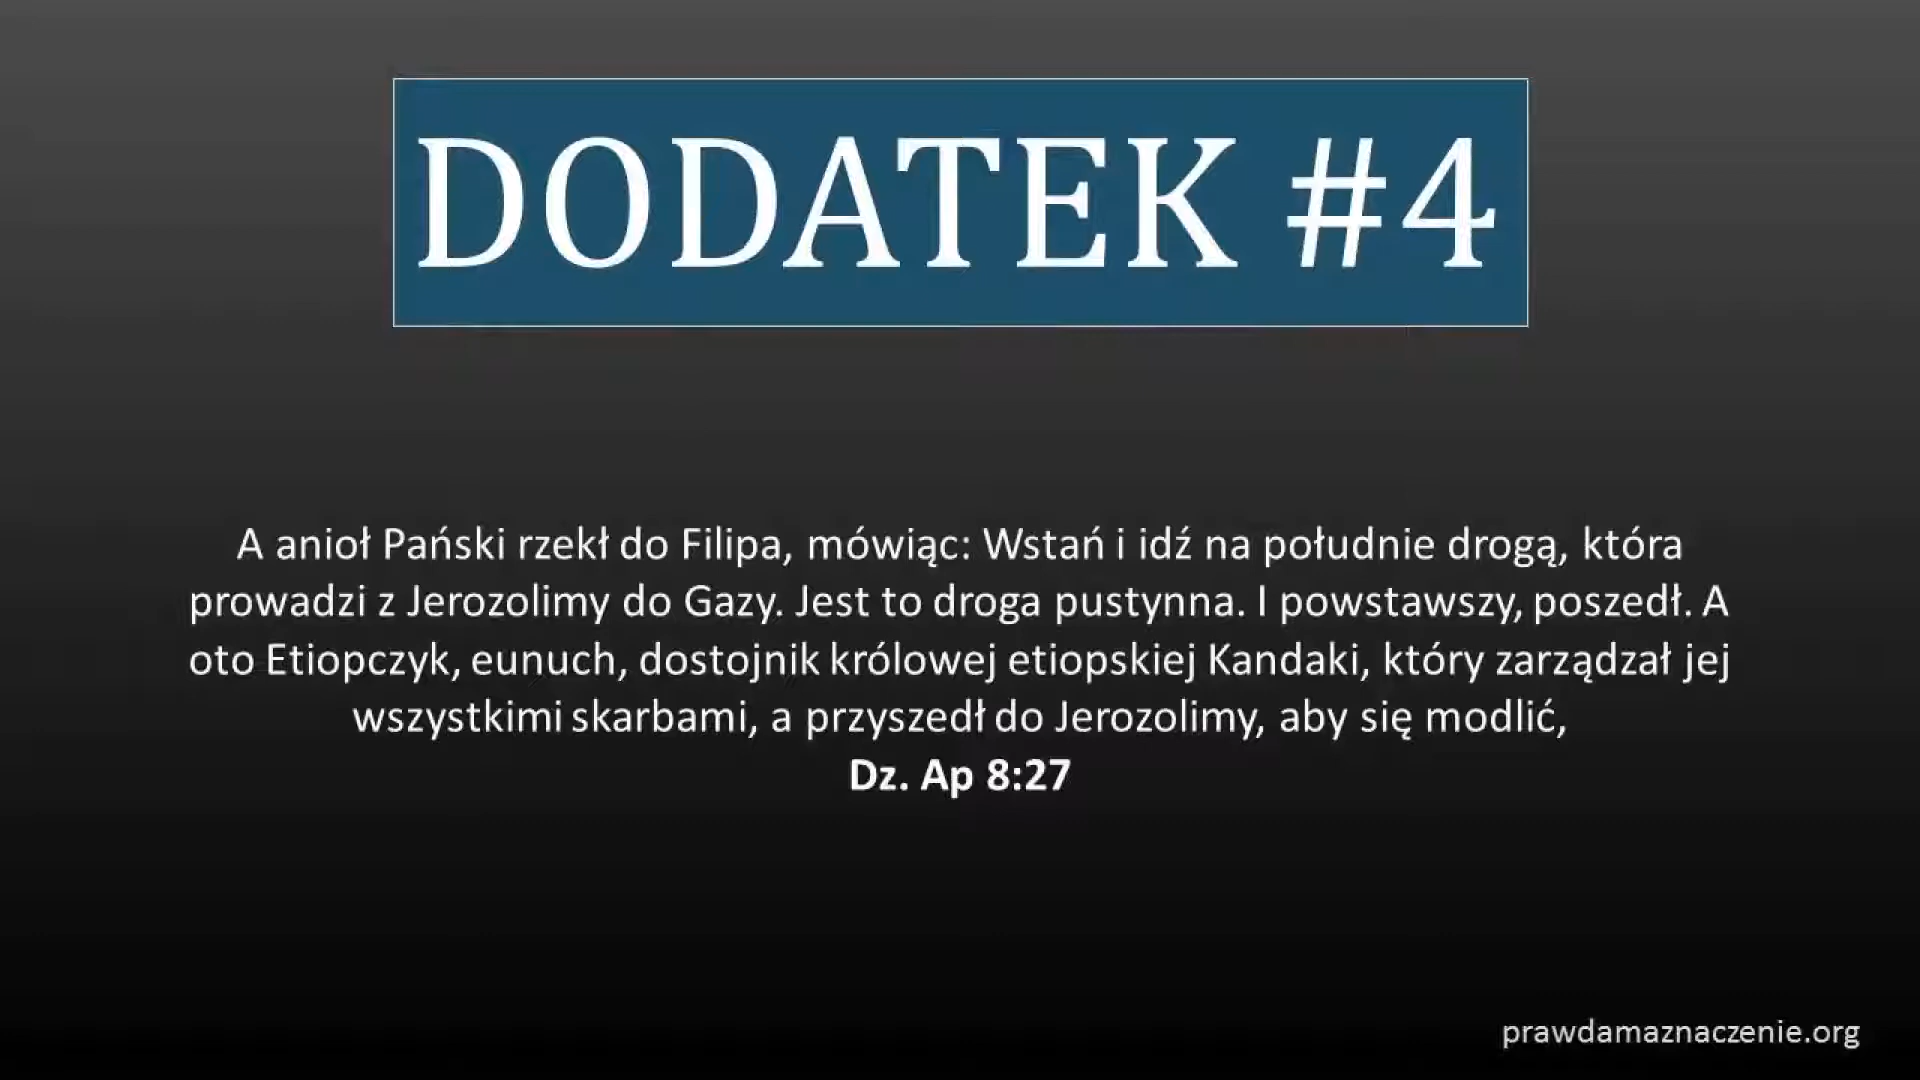 DODATEK #4
A anioł Pański rzekł do Filipa, mówiąc: Wstań i idź na południe drogą, która
prowadzi z Jerozolimy do Gazy. Jest to droga pustynna. I powstawszy, poszedł. A
oto Etiopczyk, eunuch, dostojnik królowej etiopskiej Kandaki, który zarządzał jej
wszystkimi skarbami, a przyszedł do Jerozolimy, aby się modlić,
Dz. Ap 8:27
prawdamaznaczenie.org